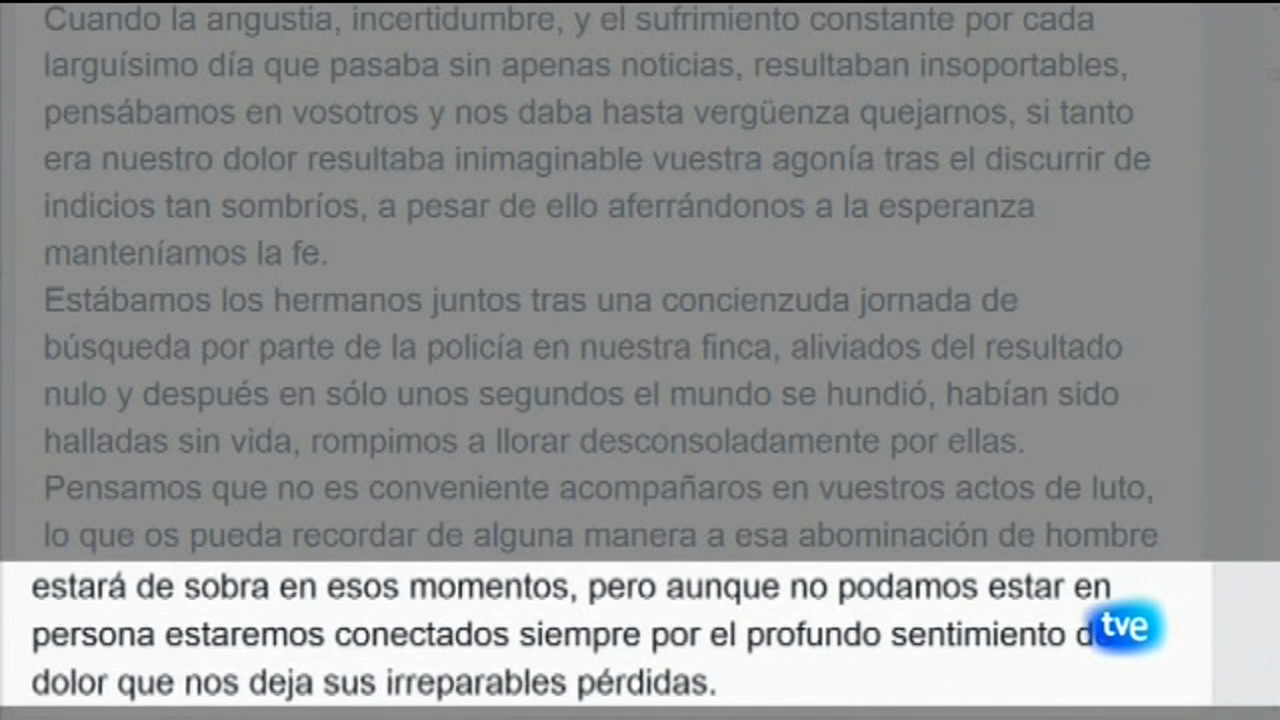 Cuando la angustia, incertidumbre, y el sufrimiento constante por cada
larguísimo día que pasaba sin apenas noticias, resultaban insoportables,
pensábamos en vosotros y nos daba hasta vergüenza quejarnos, si tanto
era nuestro dolor resultaba inimaginable vuestra agonía tras el discurrir de
indicios tan sombríos, a pesar de ello aferrándonos a la esperanza
manteníamos la fe.
Estábamos los hermanos juntos tras una concienzuda jornada de
búsqueda por parte de la policía en nuestra finca, aliviados del resultado
nulo y después en sólo unos segundos el mundo se hundió, habían sido
halladas sin vida, rompimos a llorar desconsoladamente por ellas.
Pensamos que no es conveniente acompañaros en vuestros actos de luto,
lo que os pueda recordar de alguna manera a esa abominación de hombre
estará de sobra en esos momentos, pero aunque no podamos estar en
persona estaremos conectados siempre por el profundo sentimiento
tve
dolor que nos deja sus irreparables pérdidas.